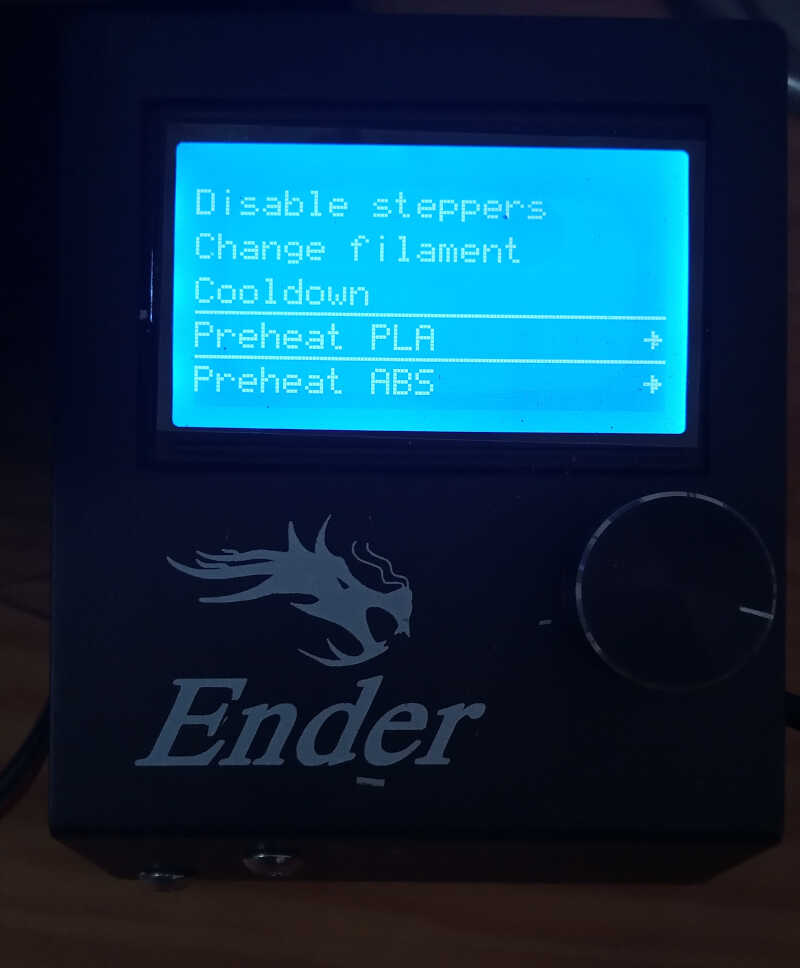 Disable steppers
Change filament
Cooldown
Preheat PLA →
Preheat ABS →
Ender